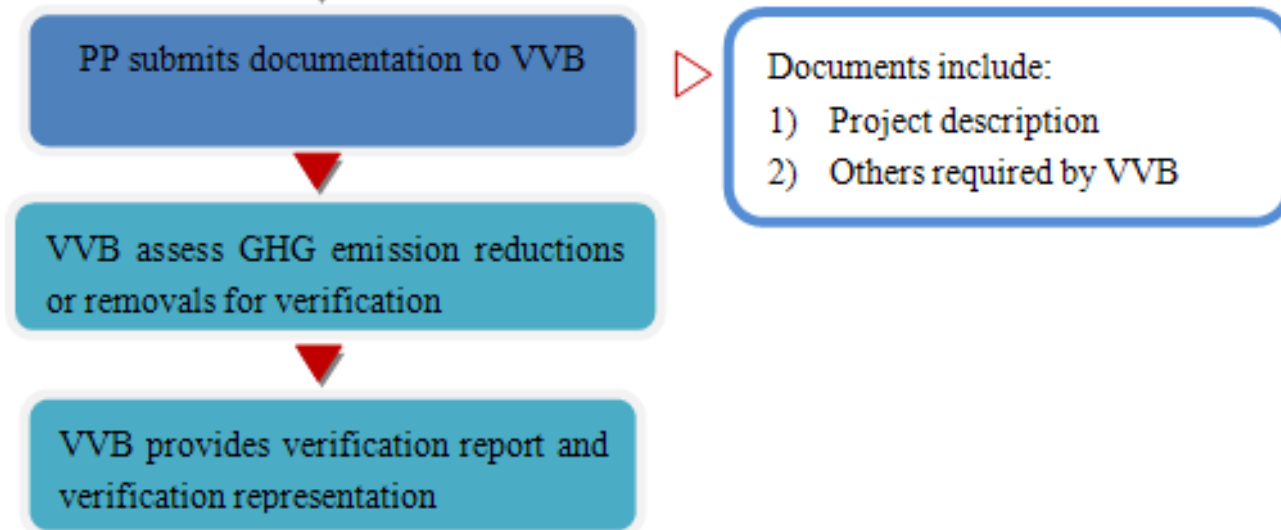 PP submits documentation to VVB
Documents include:
1) Project description
2) Others required by VVB
VVB assess GHG emission reductions
or removals for verification
VVB provides verification report and
verification representation